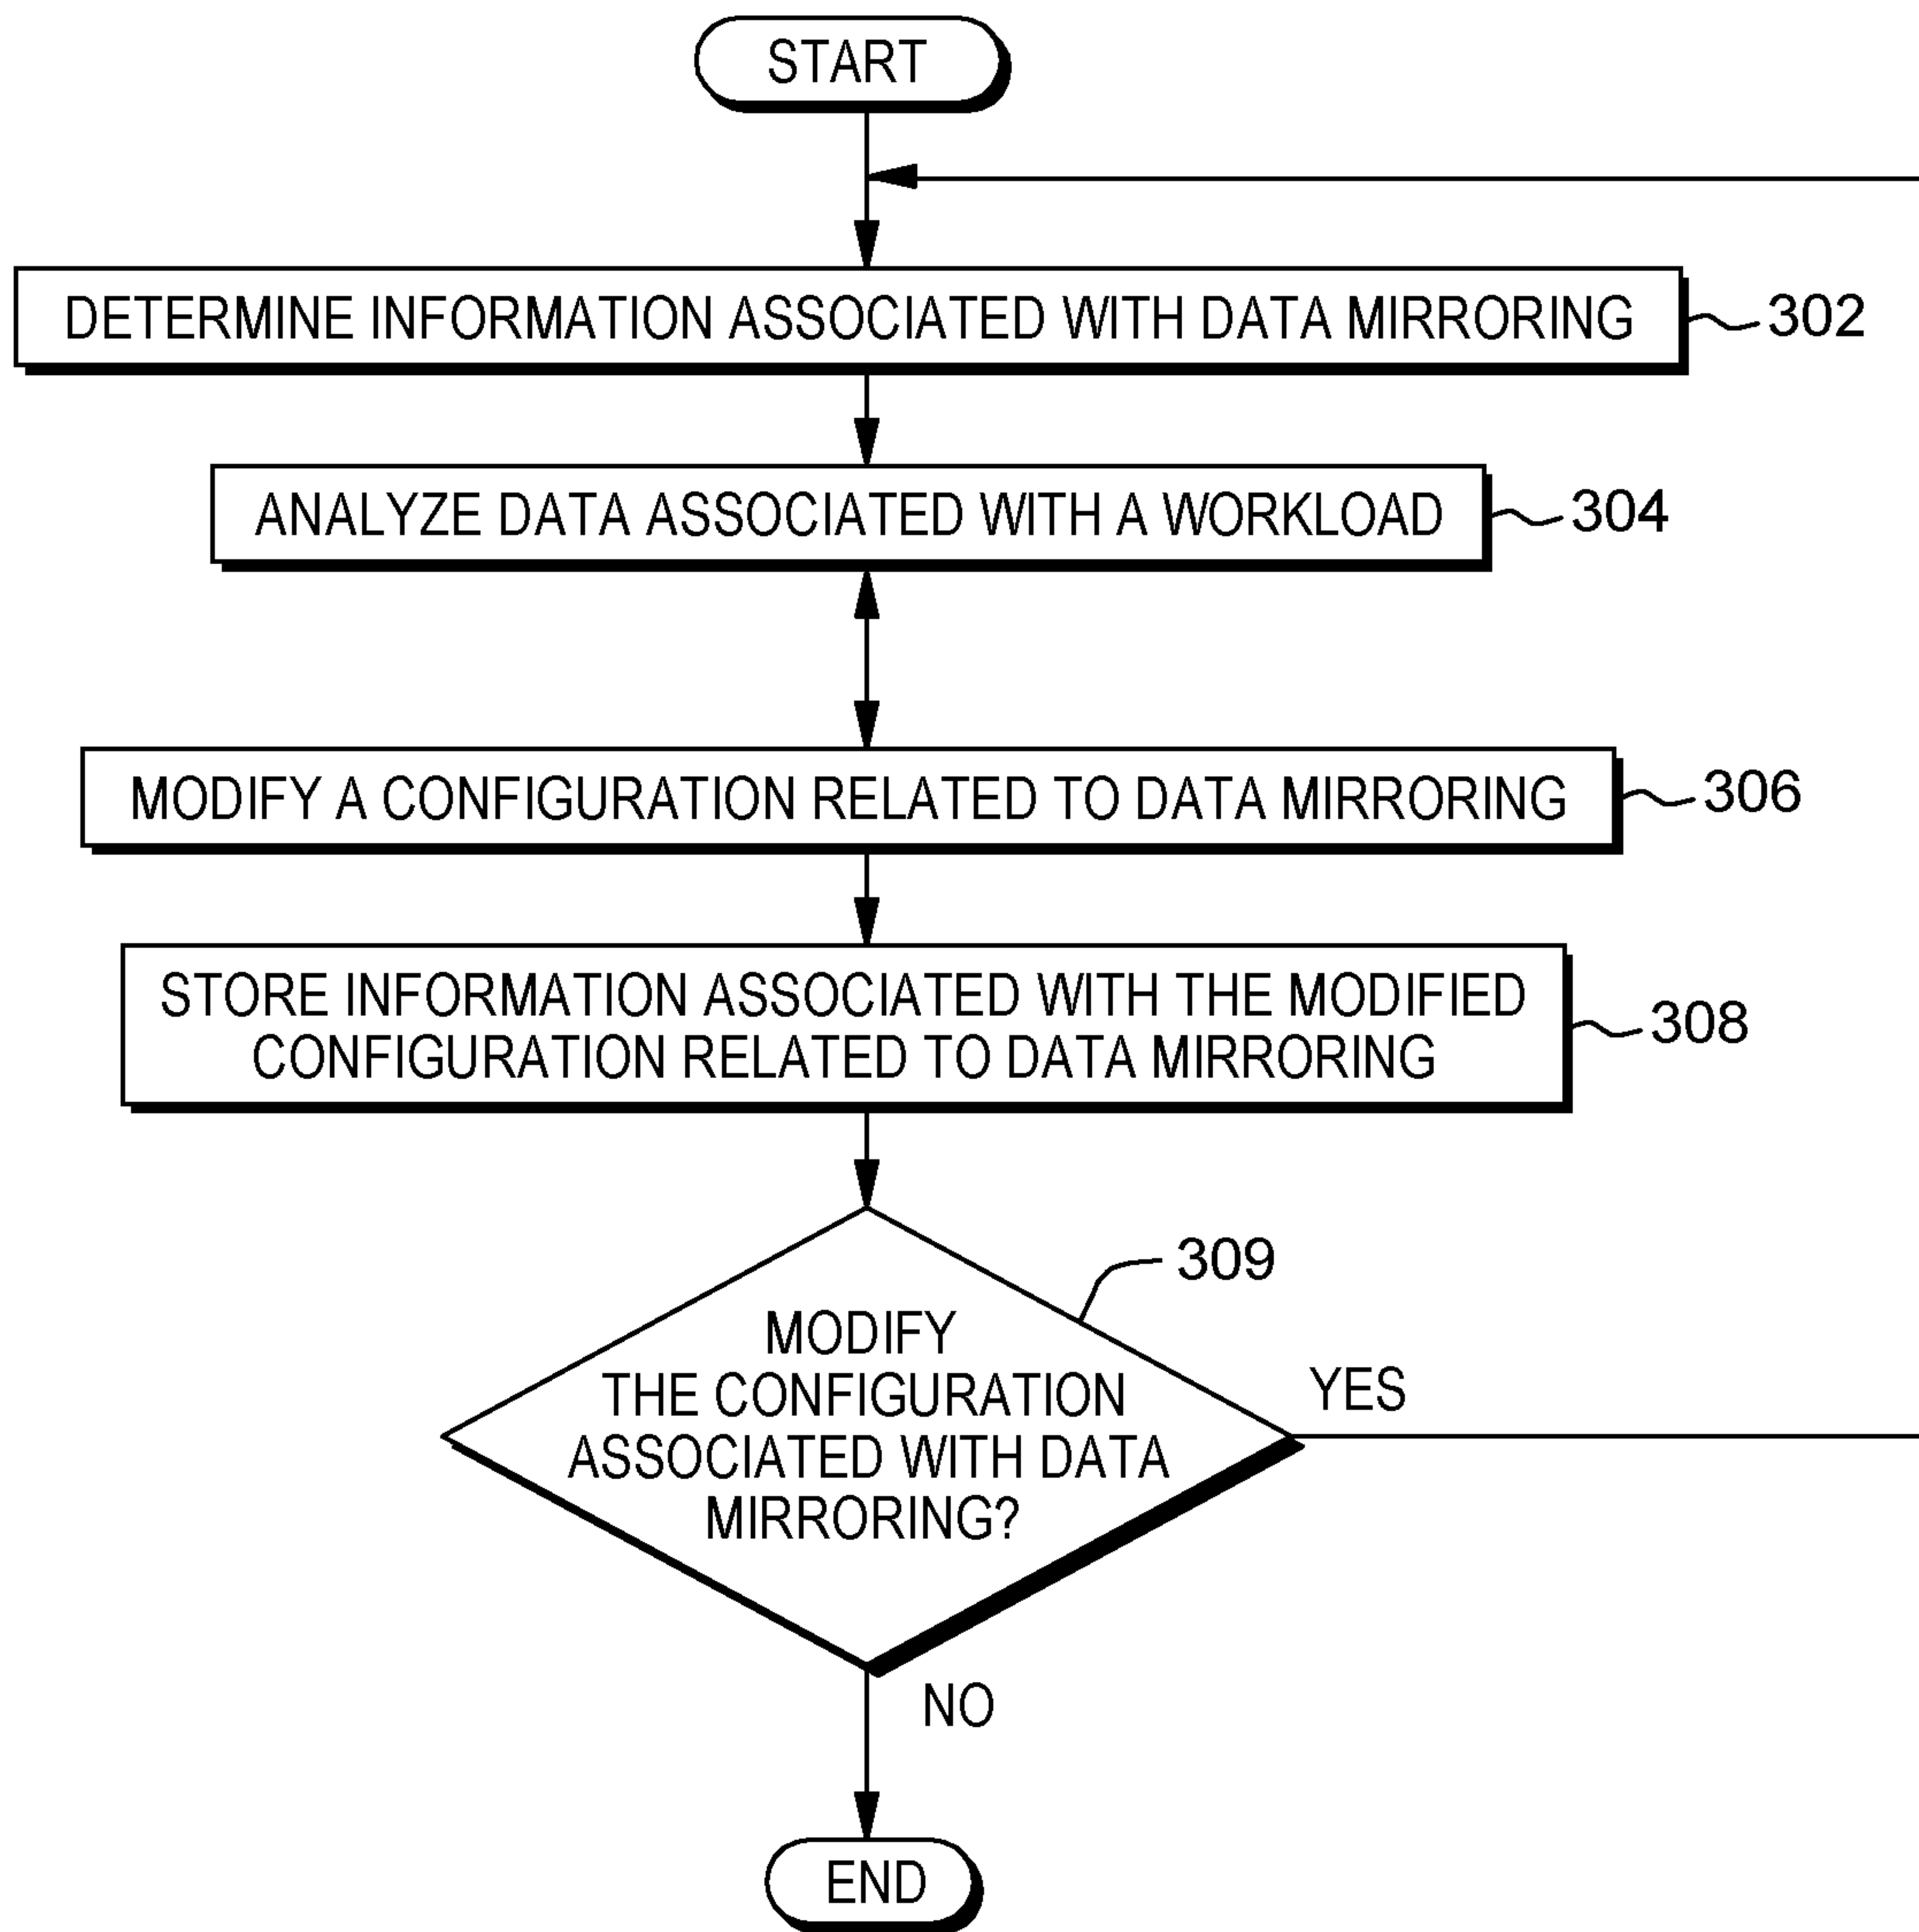 START
DETERMINE INFORMATION ASSOCIATED WITH DATA MIRRORING
302
ANALYZE DATA ASSOCIATED WITH A WORKLOAD
304
MODIFY A CONFIGURATION RELATED TO DATA MIRRORING
306
STORE INFORMATION ASSOCIATED WITH THE MODIFIED
CONFIGURATION RELATED TO DATA MIRRORING
308
309
MODIFY
THE CONFIGURATION
ASSOCIATED WITH DATA
MIRRORING?
YES
NO
END